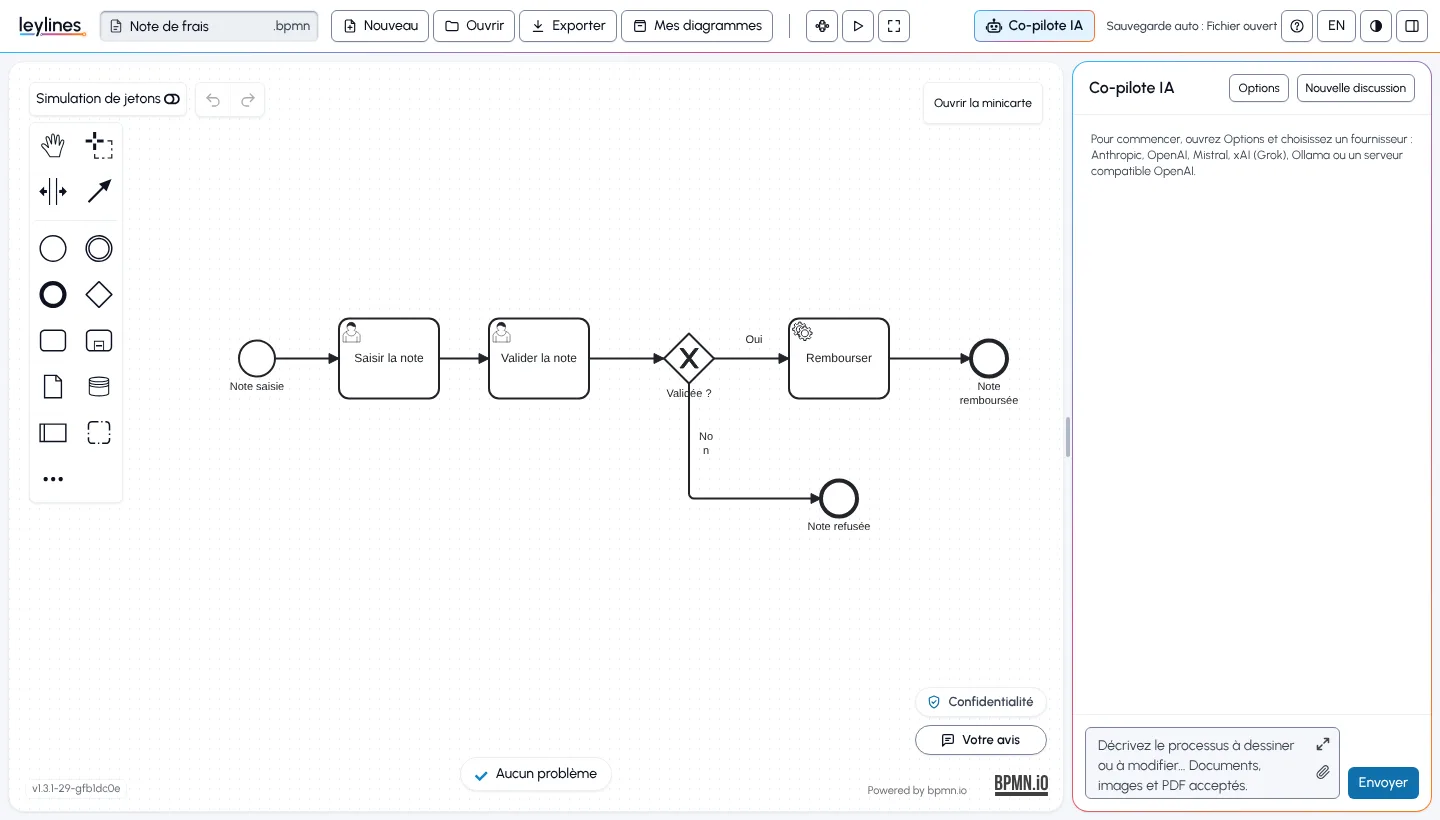 leylines
Note de frais .bpmn
Nouveau
Ouvrir
Exporter
Mes diagrammes
Co-pilote IA
Sauvegarde auto : Fichier ouvert
EN
Simulation de jetons
Ouvrir la minicarte
Co-pilote IA
Options
Nouvelle discussion
Pour commencer, ouvrez Options et choisissez un fournisseur :
Anthropic, OpenAI, Mistral, xAI (Grok), Ollama ou un serveur
compatible OpenAI.
Note saisie
Saisir la note
Valider la note
Validée ?
Oui
Rembourser
Note
remboursée
No
n
Note refusée
Confidentialité
Votre avis
Aucun problème
v1.3.1-29-gfb1dc0e
Powered by bpmn.io
BPMN.iO
Décrivez le processus à dessiner
ou à modifier... Documents,
images et PDF acceptés.
Envoyer